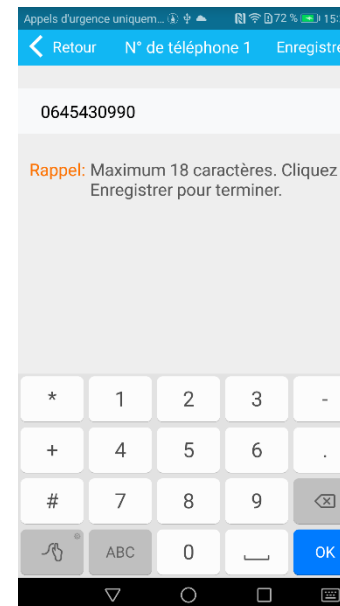 Appels d'urgence uniquem... 72 % 15:
Retour N° de téléphone 1 Enregistre
0645430990
Rappel: Maximum 18 caractères. Cliquez
Enregistrer pour terminer.
* 1 2 3 -
+ 4 5 6 .
# 7 8 9
ABC 0 OK